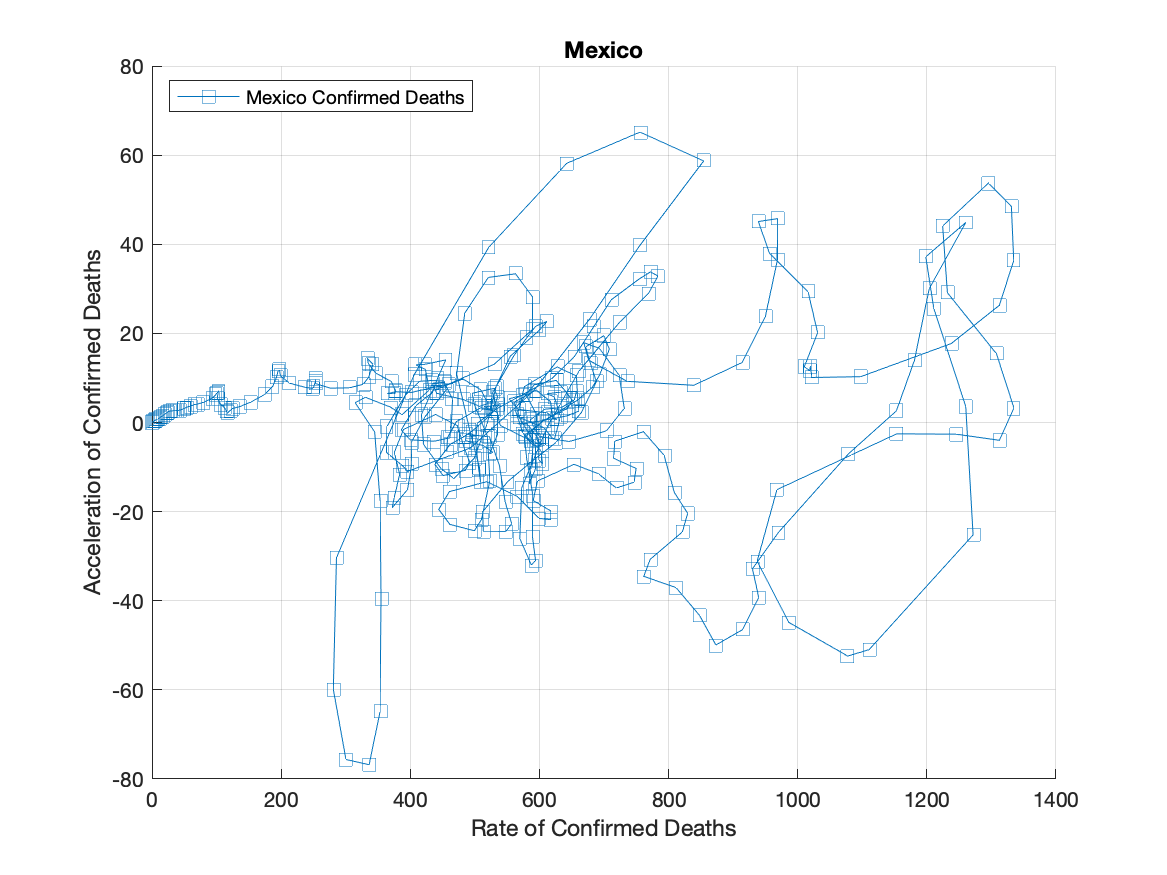 Mexico
Mexico Confirmed Deaths
80
60
40
20
0
-20
-40
-60
-80
Acceleration of Confirmed Deaths
0 200 400 600 800 1000 1200 1400
Rate of Confirmed Deaths